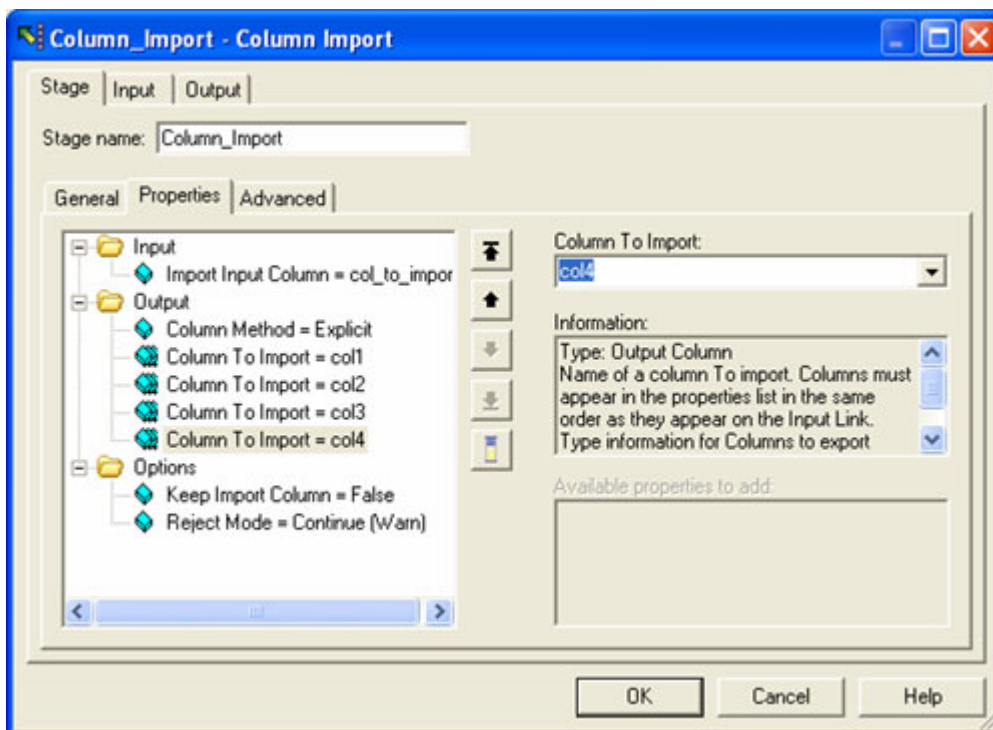 Column_Import - Column Import
Stage Input Output
Stage name: Column_Import
General Properties Advanced
Input
Import Input Column = col_to_impor
Output
Column Method = Explicit
Column To Import = col1
Column To Import = col2
Column To Import = col3
Column To Import = col4
Options
Keep Import Column = False
Reject Mode = Continue (Warn)
Column To Import:
col4
Information:
Type: Output Column
Name of a column To import. Columns must
appear in the properties list in the same
order as they appear on the Input Link.
Type information for Columns to export
Available properties to add:
OK Cancel Help